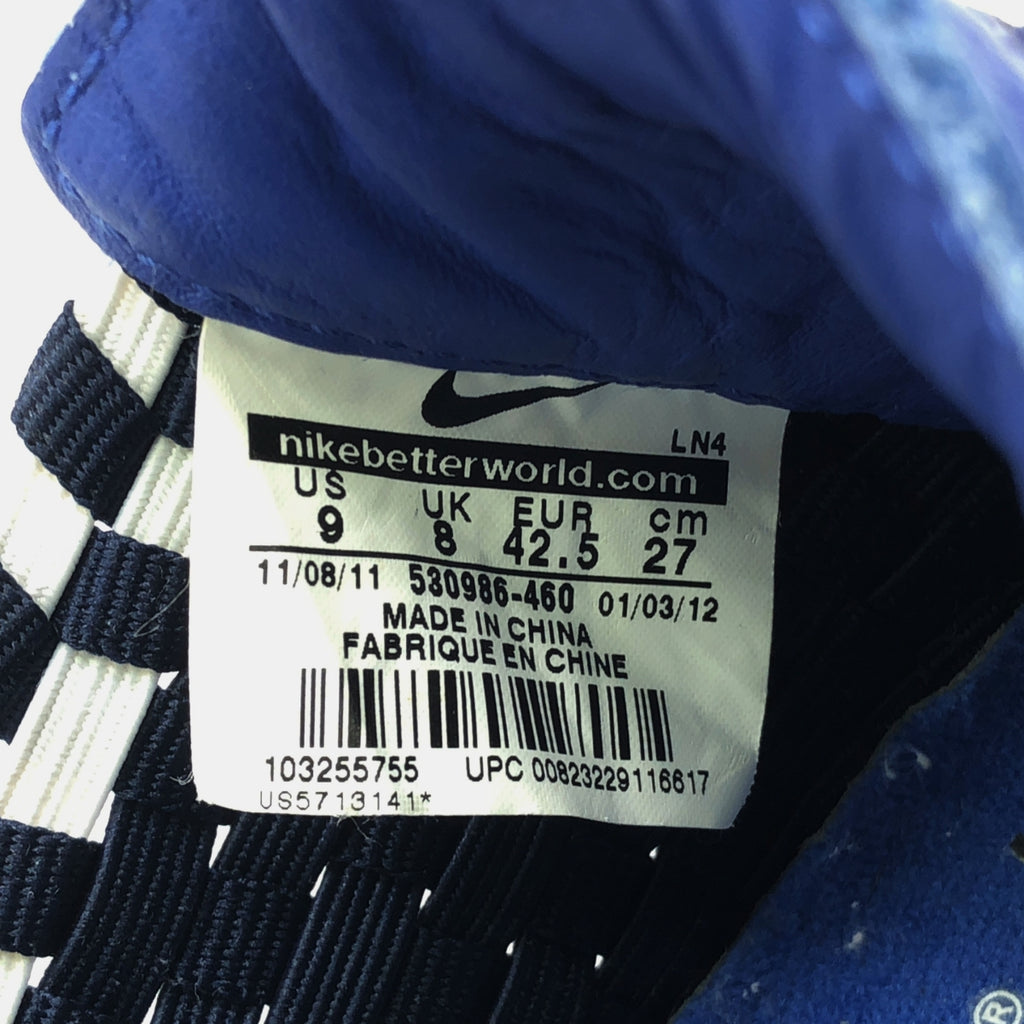 LN4
nikebetterworld.com
US UK EUR cm
9 8 42.5 27
11/08/11 530986-460 01/03/12
MADE IN CHINA
FABRIQUE EN CHINE
103255755 UPC 00823229116617
US5713141*
®